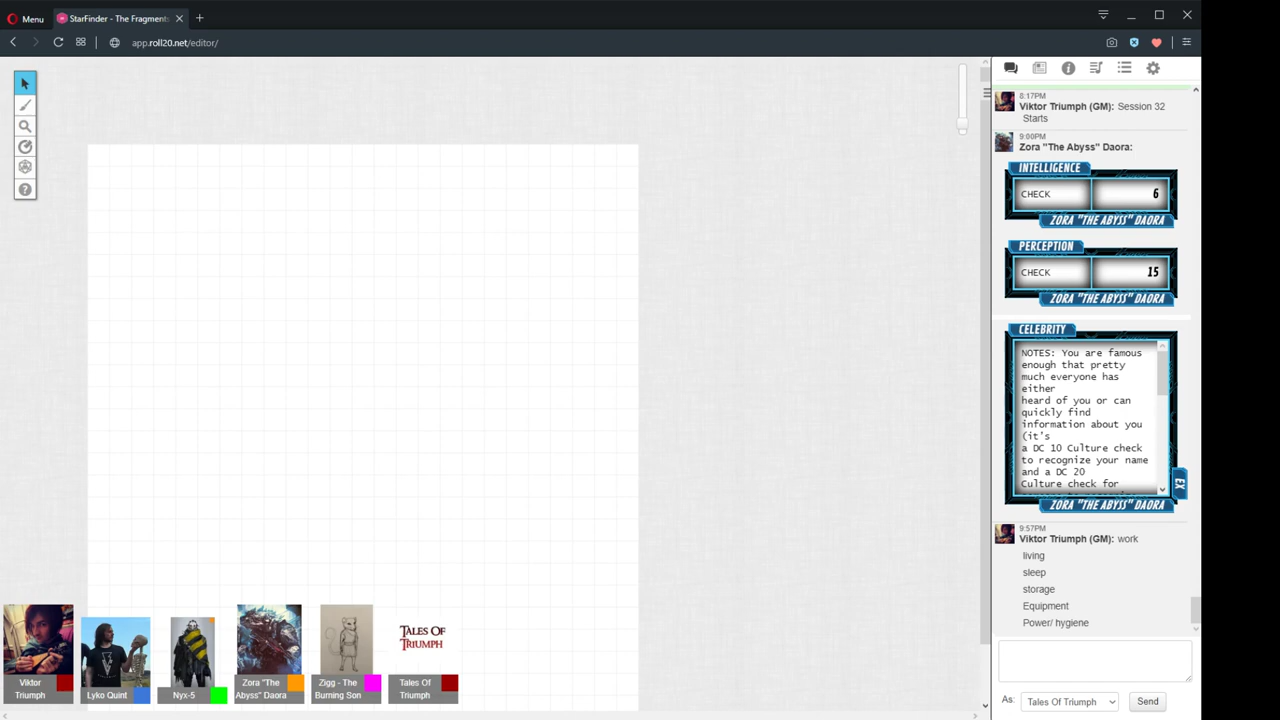 Menu
StarFinder - The Fragments
app.roll20.net/editor/
8:17PM
Viktor Triumph (GM): Session 32
Starts
9:00PM
Zora "The Abyss" Daora:
INTELLIGENCE
CHECK 6
ZORA "THE ABYSS" DAORA
PERCEPTION
CHECK 15
ZORA "THE ABYSS" DAORA
CELEBRITY
NOTES: You are famous
enough that pretty
much everyone has
either
heard of you or can
quickly find
information about you
(it's
a DC 10 Culture check
to recognize your name
and a DC 20
Culture check for
EX
ZORA "THE ABYSS" DAORA
9:57PM
Viktor Triumph (GM): work
living
sleep
storage
Equipment
Power/ hygiene
TALES OF
TRIUMPH
Viktor
Triumph
Lyko Quint
Nyx-5
Zora "The
Abyss" Daora
Zigg - The
Burning Son
Tales Of
Triumph
As: Tales Of Triumph
Send